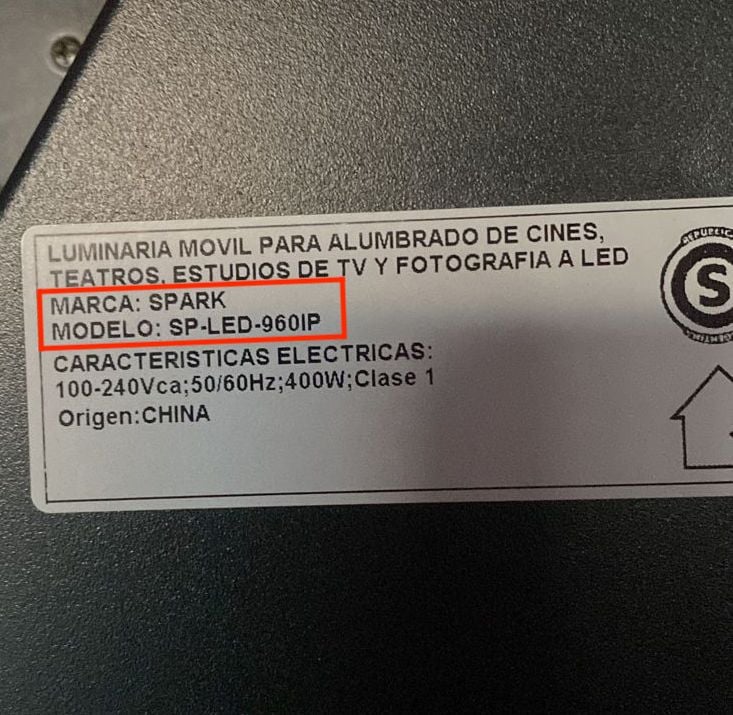 LUMINARIA MOVIL PARA ALUMBRADO DE CINES,
TEATROS, ESTUDIOS DE TV Y FOTOGRAFIA A LED
MARCA: SPARK
MODELO: SP-LED-960IP
CARACTERISTICAS ELECTRICAS:
100-240Vca;50/60Hz;400W;Clase 1
Origen:CHINA
S